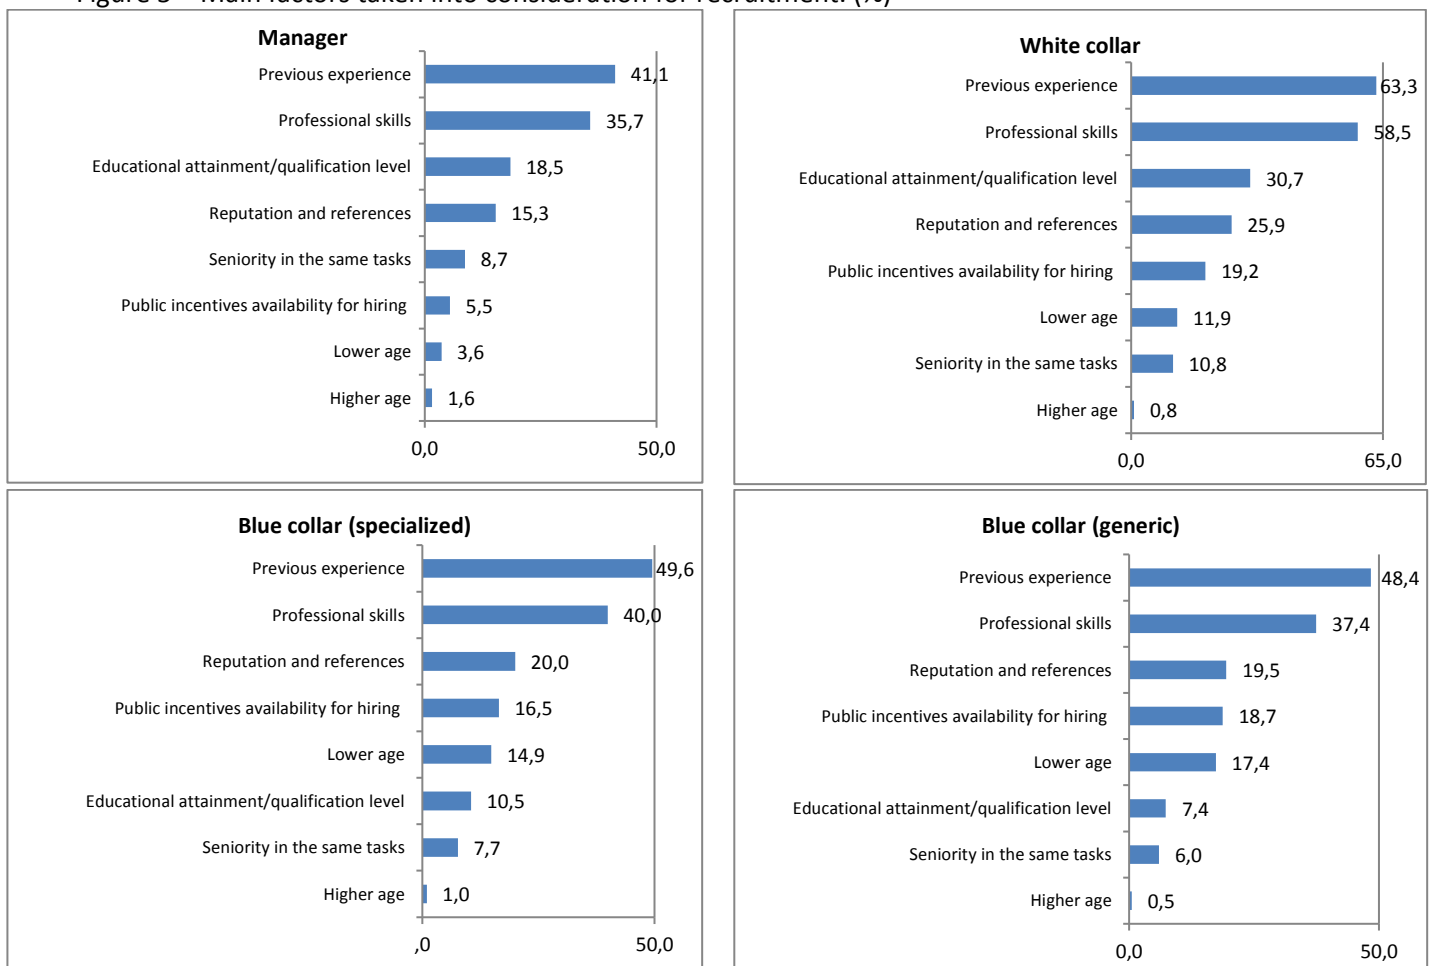 Figure 3 – Main factors taken into consideration for recruitment. (%)
Manager
Previous experience 41,1
Professional skills 35,7
Educational attainment/qualification level 18,5
Reputation and references 15,3
Seniority in the same tasks 8,7
Public incentives availability for hiring 5,5
Lower age 3,6
Higher age 1,6
0,0 50,0
White collar
Previous experience 63,3
Professional skills 58,5
Educational attainment/qualification level 30,7
Reputation and references 25,9
Public incentives availability for hiring 19,2
Lower age 11,9
Seniority in the same tasks 10,8
Higher age 0,8
0,0 65,0
Blue collar (specialized)
Previous experience 49,6
Professional skills 40,0
Reputation and references 20,0
Public incentives availability for hiring 16,5
Lower age 14,9
Educational attainment/qualification level 10,5
Seniority in the same tasks 7,7
Higher age 1,0
,0 50,0
Blue collar (generic)
Previous experience 48,4
Professional skills 37,4
Reputation and references 19,5
Public incentives availability for hiring 18,7
Lower age 17,4
Educational attainment/qualification level 7,4
Seniority in the same tasks 6,0
Higher age 0,5
0,0 50,0